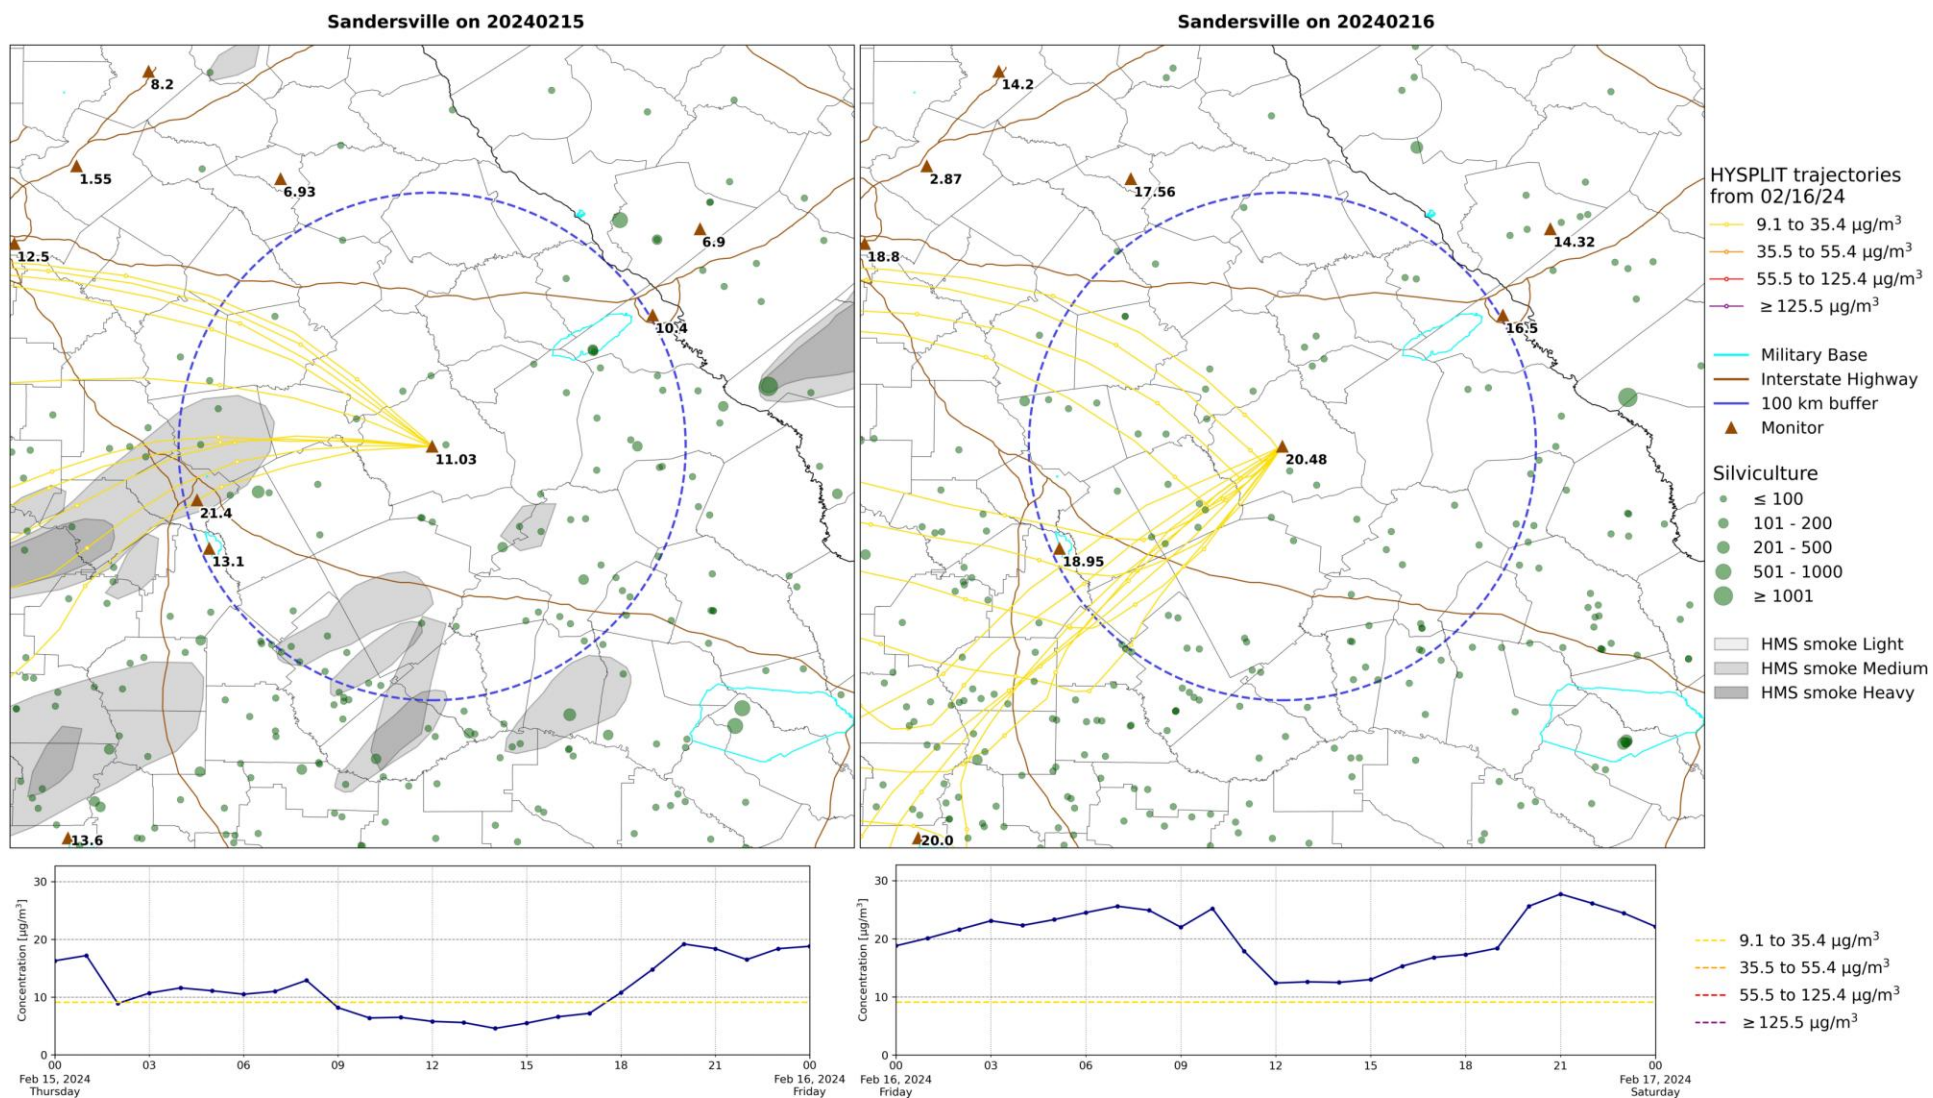 Sandersville on 20240215
8.2
1.55
6.93
12.5
6.9
10.4
11.03
21.4
13.1
13.6
Sandersville on 20240216
14.2
2.87
17.56
18.8
14.32
16.5
20.48
18.95
20.0
HYSPLIT trajectories
from 02/16/24
9.1 to 35.4 µg/m³
35.5 to 55.4 µg/m³
55.5 to 125.4 µg/m³
≥ 125.5 µg/m³
Military Base
Interstate Highway
100 km buffer
Monitor
Silviculture
≤ 100
101 - 200
201 - 500
501 - 1000
≥ 1001
HMS smoke Light
HMS smoke Medium
HMS smoke Heavy
Concentration [µg/m³]
30
20
10
0
00
03
06
09
12
15
18
21
00
Feb 15, 2024
Thursday
Feb 16, 2024
Friday
Concentration [µg/m³]
30
20
10
0
00
03
06
09
12
15
18
21
00
Feb 16, 2024
Friday
Feb 17, 2024
Saturday
9.1 to 35.4 µg/m³
35.5 to 55.4 µg/m³
55.5 to 125.4 µg/m³
≥ 125.5 µg/m³